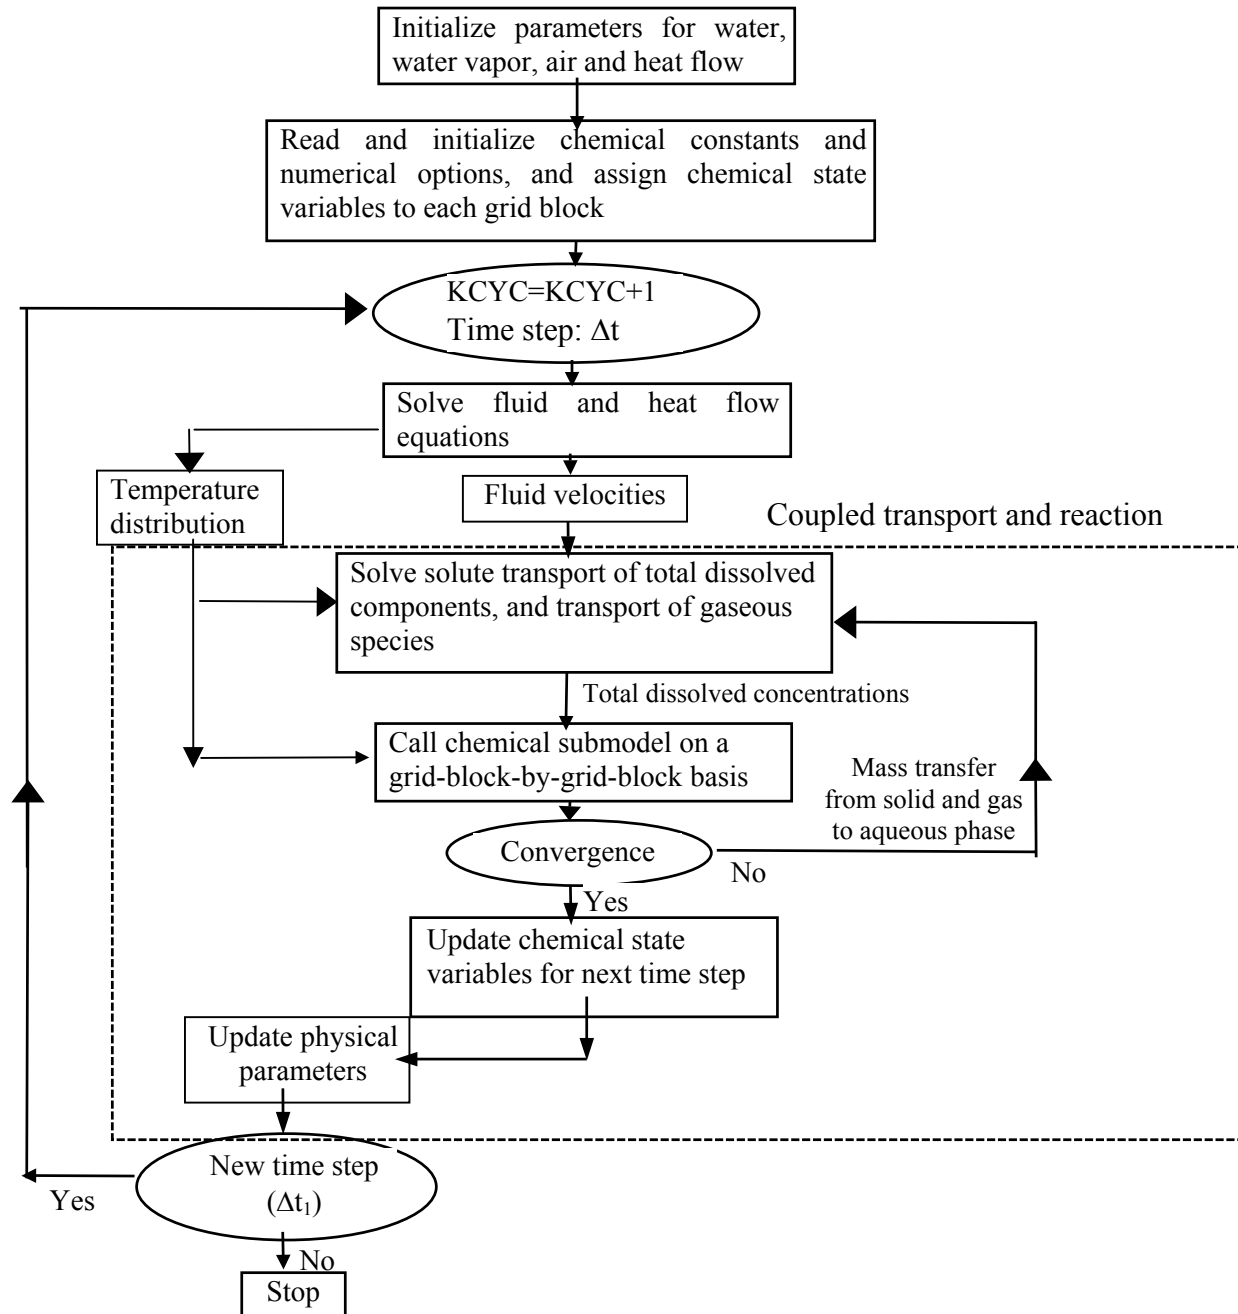 Initialize parameters for water,
water vapor, air and heat flow
Read and initialize chemical constants and
numerical options, and assign chemical state
variables to each grid block
KCYC=KCYC+1
Time step: Δt
Solve fluid and heat flow
equations
Temperature
distribution
Fluid velocities
Coupled transport and reaction
Solve solute transport of total dissolved
components, and transport of gaseous
species
Total dissolved concentrations
Call chemical submodel on a
grid-block-by-grid-block basis
Mass transfer
from solid and gas
to aqueous phase
Convergence
No
Yes
Update chemical state
variables for next time step
Update physical
parameters
New time step
(Δt₁)
Yes
No
Stop